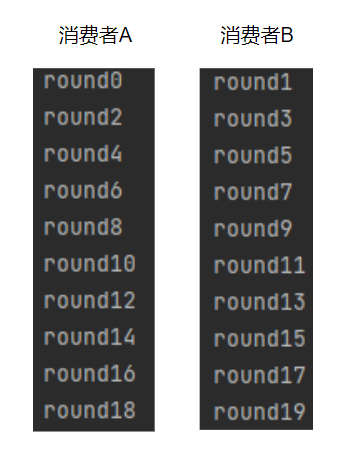 消费者A
round0
round2
round4
round6
round8
round10
round12
round14
round16
round18
消费者B
round1
round3
round5
round7
round9
round11
round13
round15
round17
round19